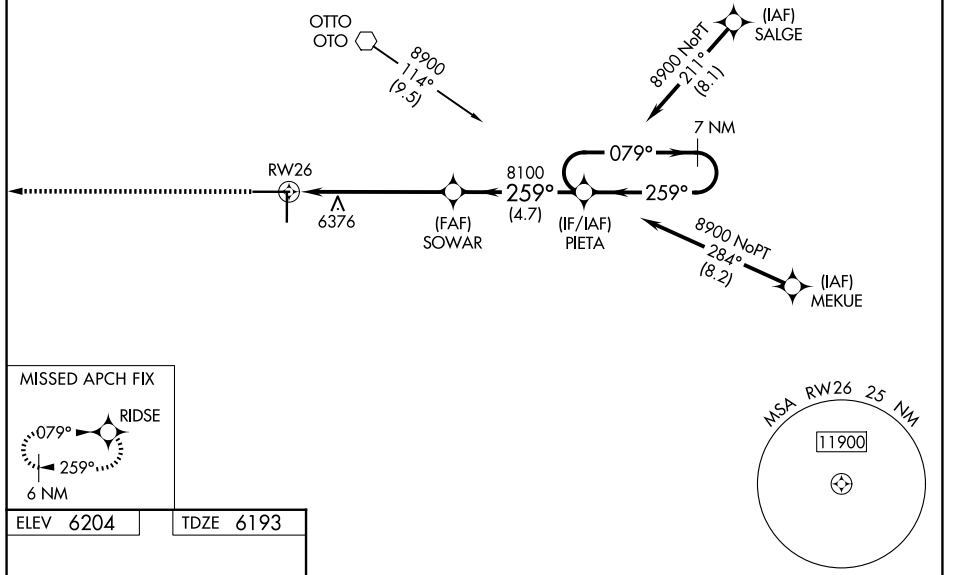 OTTO
OTO
8900
114°
(9.5)
(IAF)
SALGE
8900 NoPT
211°
(8.1)
7 NM
079°
259°
RW26
8100
259°
(4.7)
6376
(FAF)
SOWAR
(IF/IAF)
PIETA
8900 NoPT
284°
(8.2)
(IAF)
MEKUE
MISSED APCH FIX
RIDSE
079°
259°
6 NM
MSA RW26 25 NM
11900
ELEV 6204
TDZE 6193